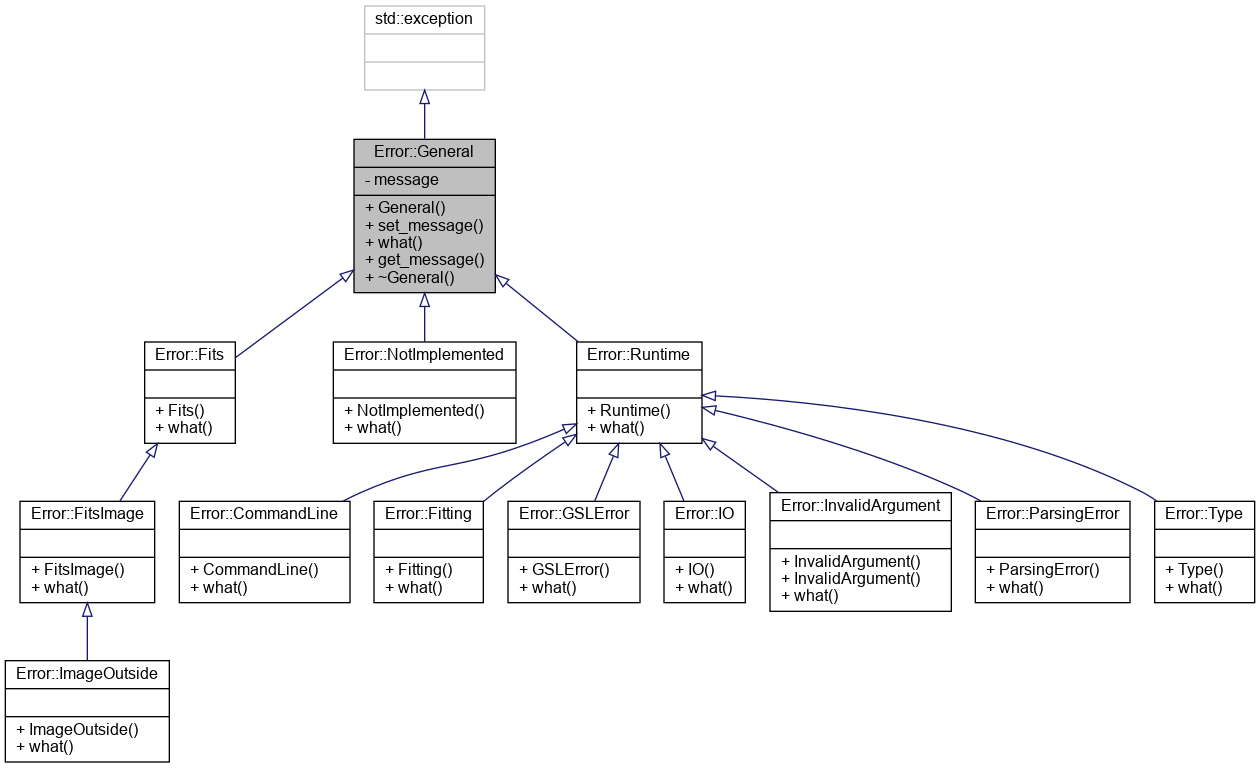 std::exception
Error::General
- message
+ General()
+ set_message()
+ what()
+ get_message()
+ ~General()
Error::Fits
+ Fits()
+ what()
Error::NotImplemented
+ NotImplemented()
+ what()
Error::Runtime
+ Runtime()
+ what()
Error::FitsImage
+ FitsImage()
+ what()
Error::CommandLine
+ CommandLine()
+ what()
Error::Fitting
+ Fitting()
+ what()
Error::GSLError
+ GSLError()
+ what()
Error::IO
+ IO()
+ what()
Error::InvalidArgument
+ InvalidArgument()
+ InvalidArgument()
+ what()
Error::ParsingError
+ ParsingError()
+ what()
Error::Type
+ Type()
+ what()
Error::ImageOutside
+ ImageOutside()
+ what()